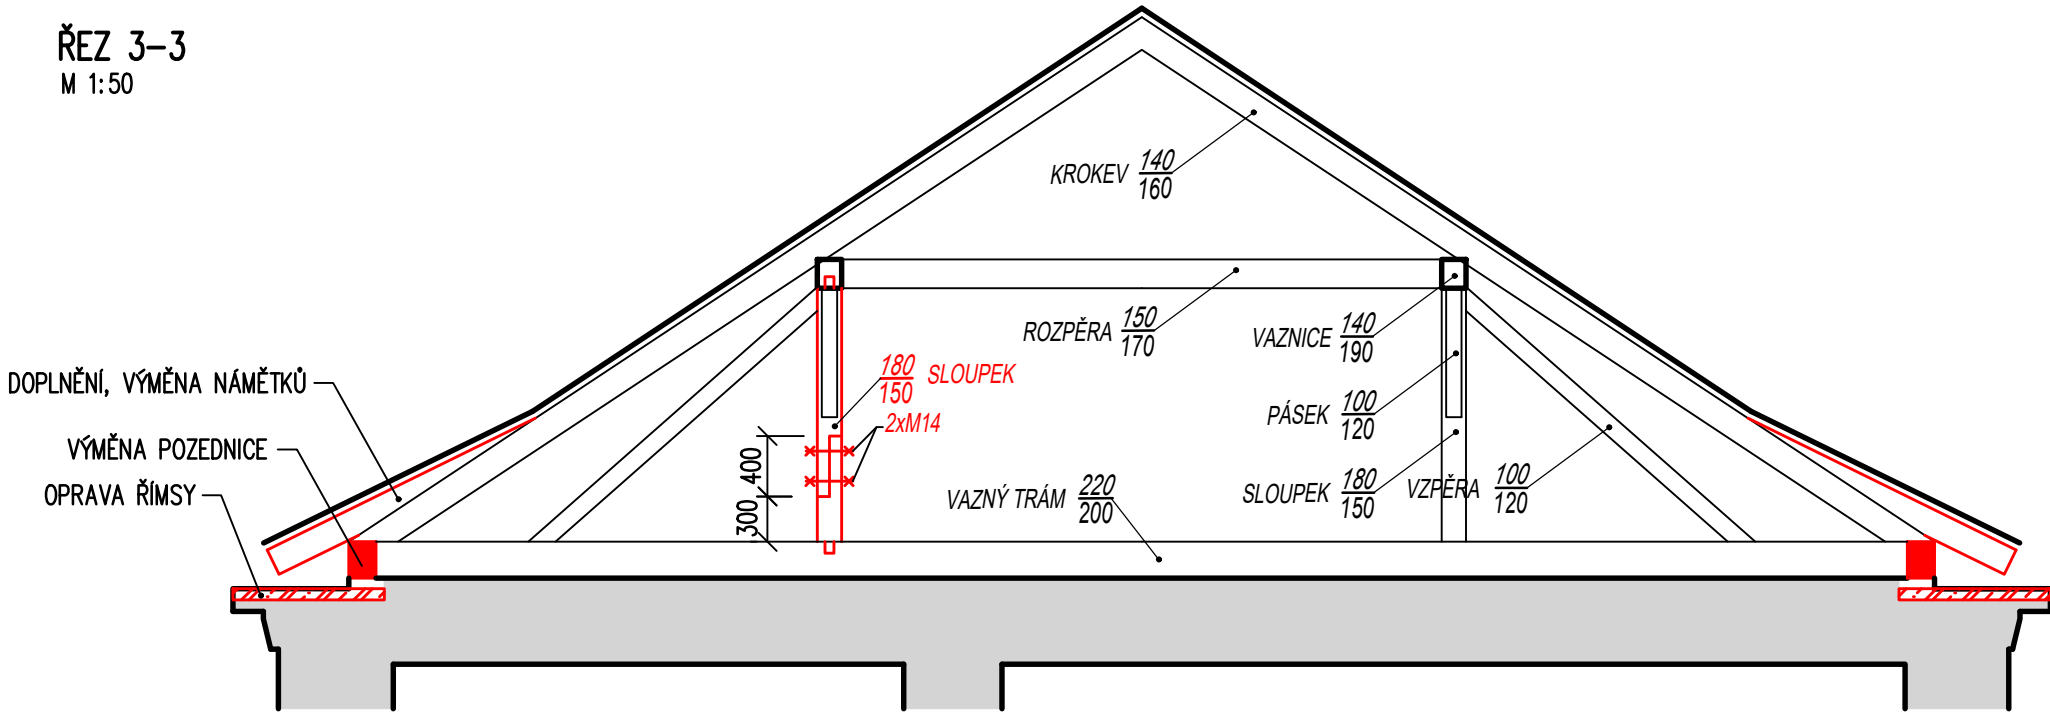 ŘEZ 3-3
M 1:50
KROKEV 140
160
ROZPĚRA 150
170
VAZNICE 140
190
180 SLOUPEK
150
DOPLNĚNÍ, VÝMĚNA NÁMĚTKŮ
PÁSEK 100
120
2xM14
VÝMĚNA POZEDNICE
400
OPRAVA ŘÍMSY
VAZNÝ TRÁM 220
200
SLOUPEK 180
150
VZPĚRA 100
120
300